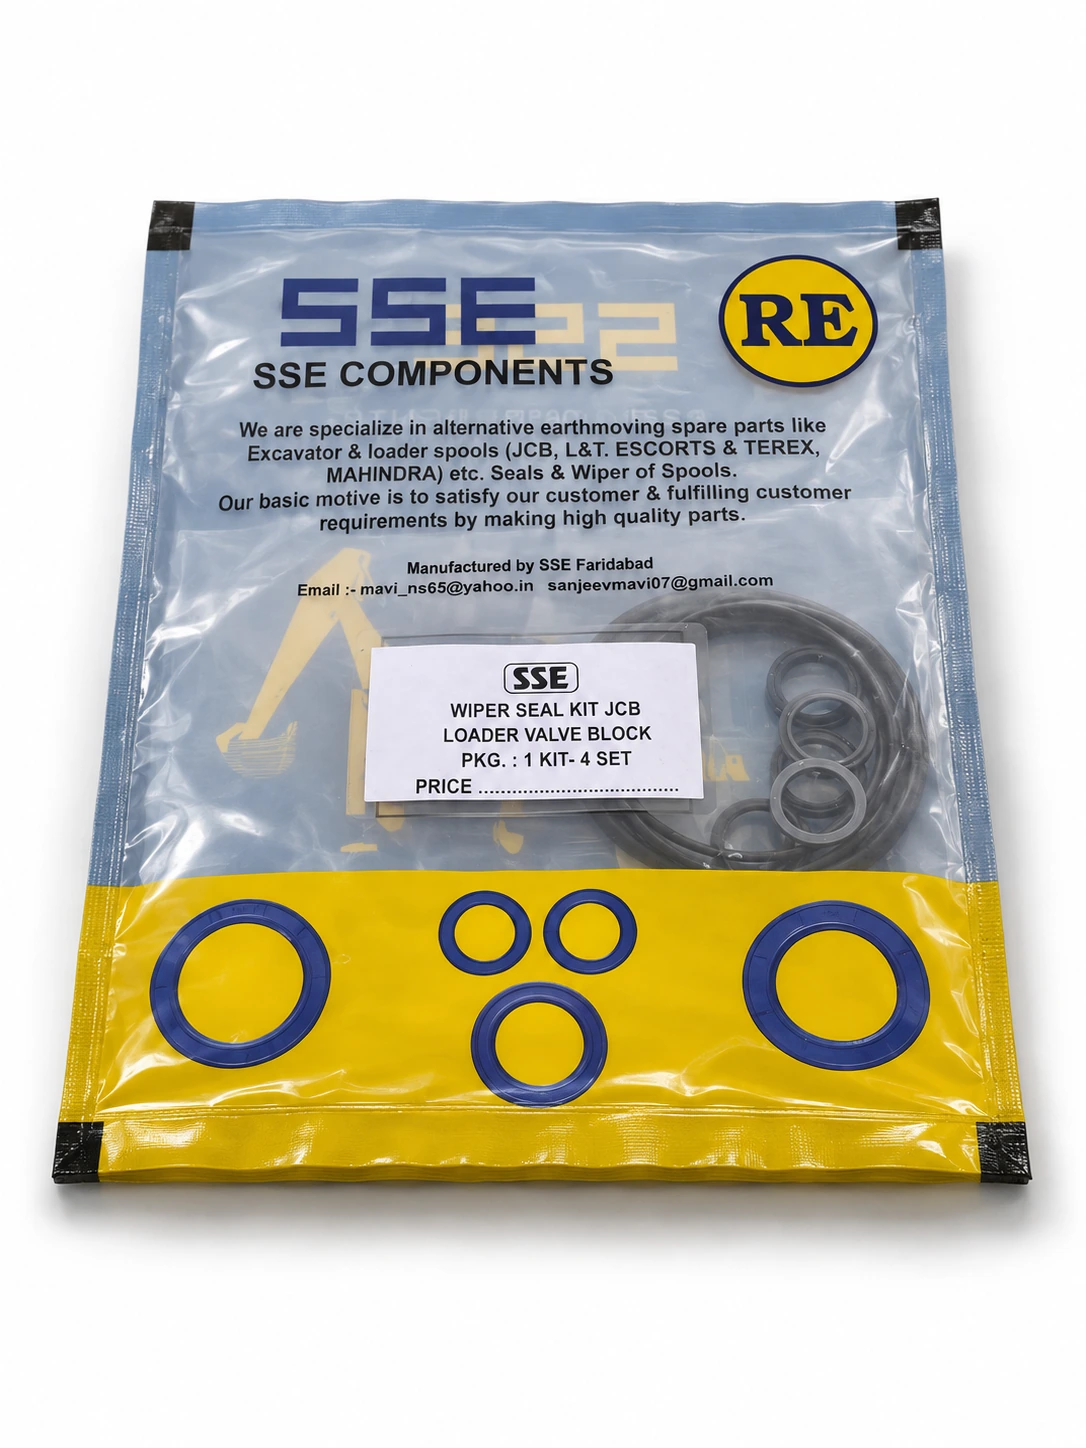 SSE
RE
SSE COMPONENTS
We are specialize in alternative earthmoving spare parts like
Excavator & loader spools (JCB, L&T. ESCORTS & TEREX,
MAHINDRA) etc. Seals & Wiper of Spools.
Our basic motive is to satisfy our customer & fulfilling customer
requirements by making high quality parts.
Manufactured by SSE Faridabad
Email :- mavi_ns65@yahoo.in sanjeevmavi07@gmail.com
SSE
WIPER SEAL KIT JCB
LOADER VALVE BLOCK
PKG. : 1 KIT- 4 SET
PRICE .......................................